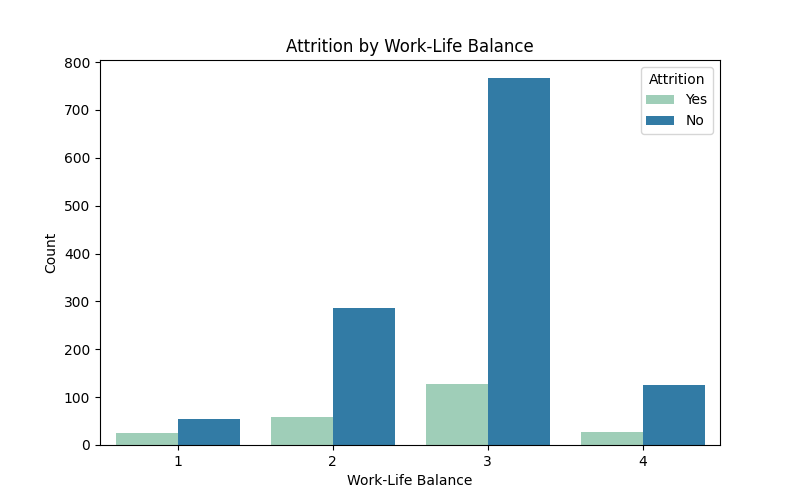 Attrition by Work-Life Balance
Attrition
Yes
No
Count
800
700
600
500
400
300
200
100
0
1 2 3 4
Work-Life Balance